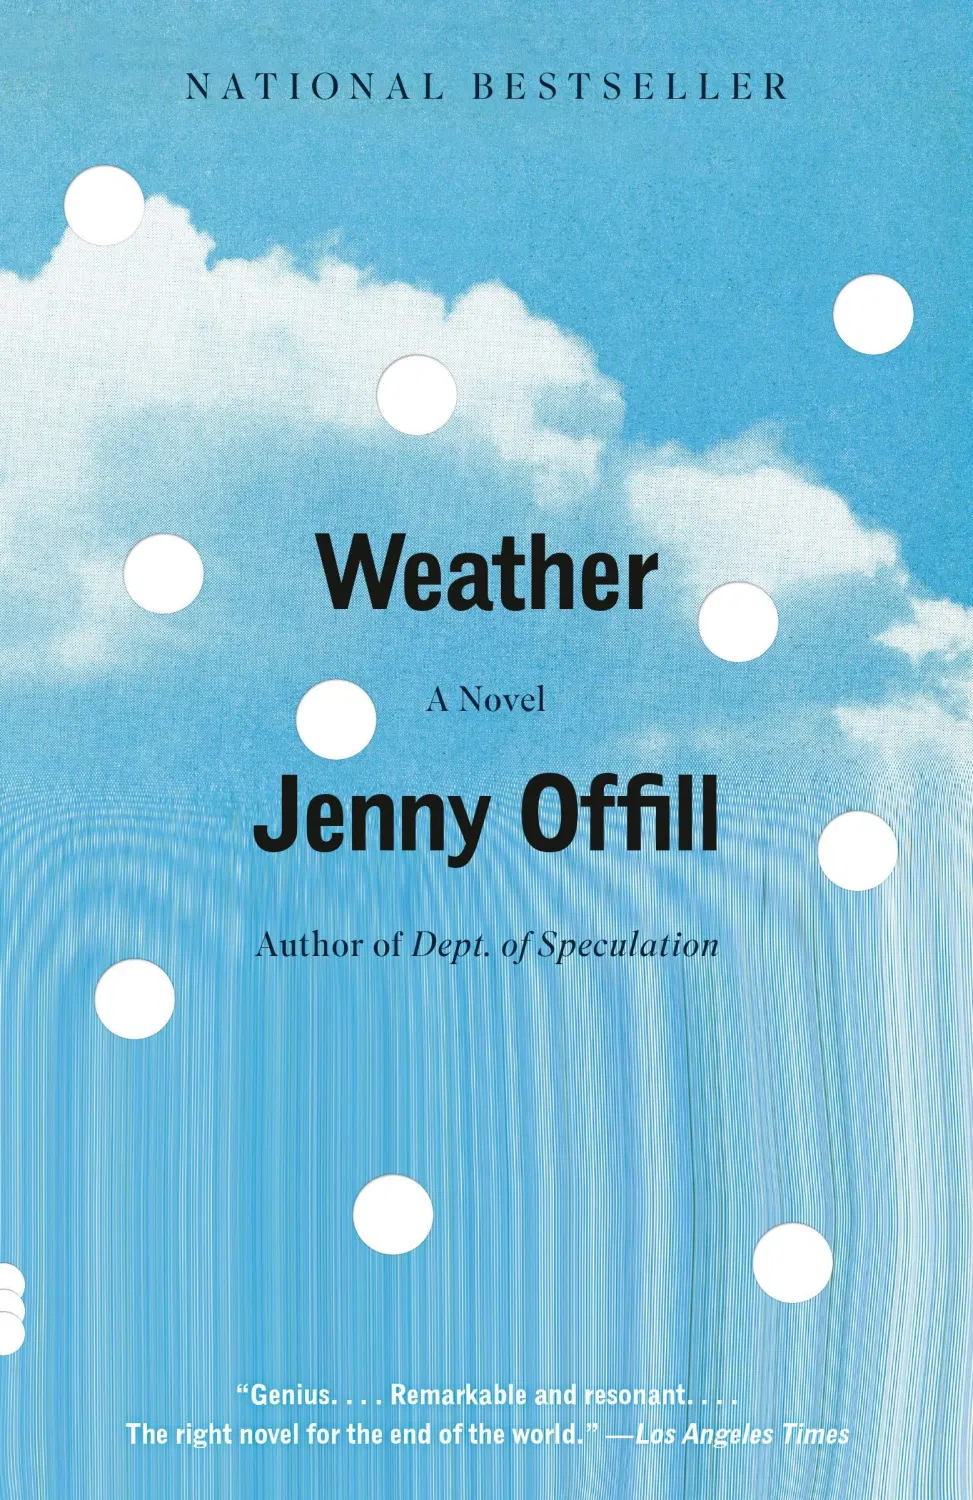 NATIONAL BESTSELLER
Weather
A Novel
Jenny Offill
Author of Dept. of Speculation
“Genius. . . . Remarkable and resonant. . . .
The right novel for the end of the world.” —Los Angeles Times